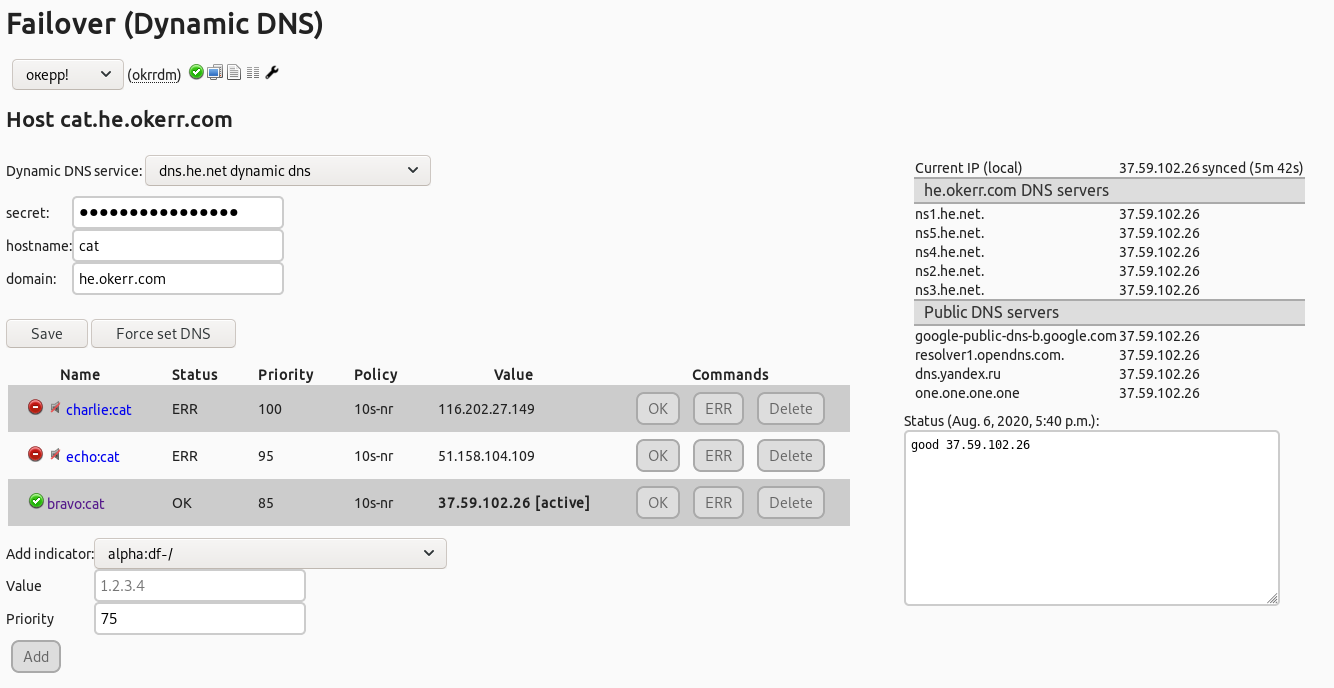 Failover (Dynamic DNS)
окерр! (okrrdm)
Host cat.he.okerr.com
Dynamic DNS service: dns.he.net dynamic dns
secret: ●●●●●●●●●●●●●●●●
hostname: cat
domain: he.okerr.com
Save Force set DNS
Name Status Priority Policy Value Commands
charlie:cat ERR 100 10s-nr 116.202.27.149 OK ERR Delete
echo:cat ERR 95 10s-nr 51.158.104.109 OK ERR Delete
bravo:cat OK 85 10s-nr 37.59.102.26 [active] OK ERR Delete
Add indicator: alpha:df-/
Value 1.2.3.4
Priority 75
Add
Current IP (local) 37.59.102.26 synced (5m 42s)
he.okerr.com DNS servers
ns1.he.net. 37.59.102.26
ns5.he.net. 37.59.102.26
ns4.he.net. 37.59.102.26
ns2.he.net. 37.59.102.26
ns3.he.net. 37.59.102.26
Public DNS servers
google-public-dns-b.google.com 37.59.102.26
resolver1.opendns.com. 37.59.102.26
dns.yandex.ru 37.59.102.26
one.one.one.one 37.59.102.26
Status (Aug. 6, 2020, 5:40 p.m.):
good 37.59.102.26